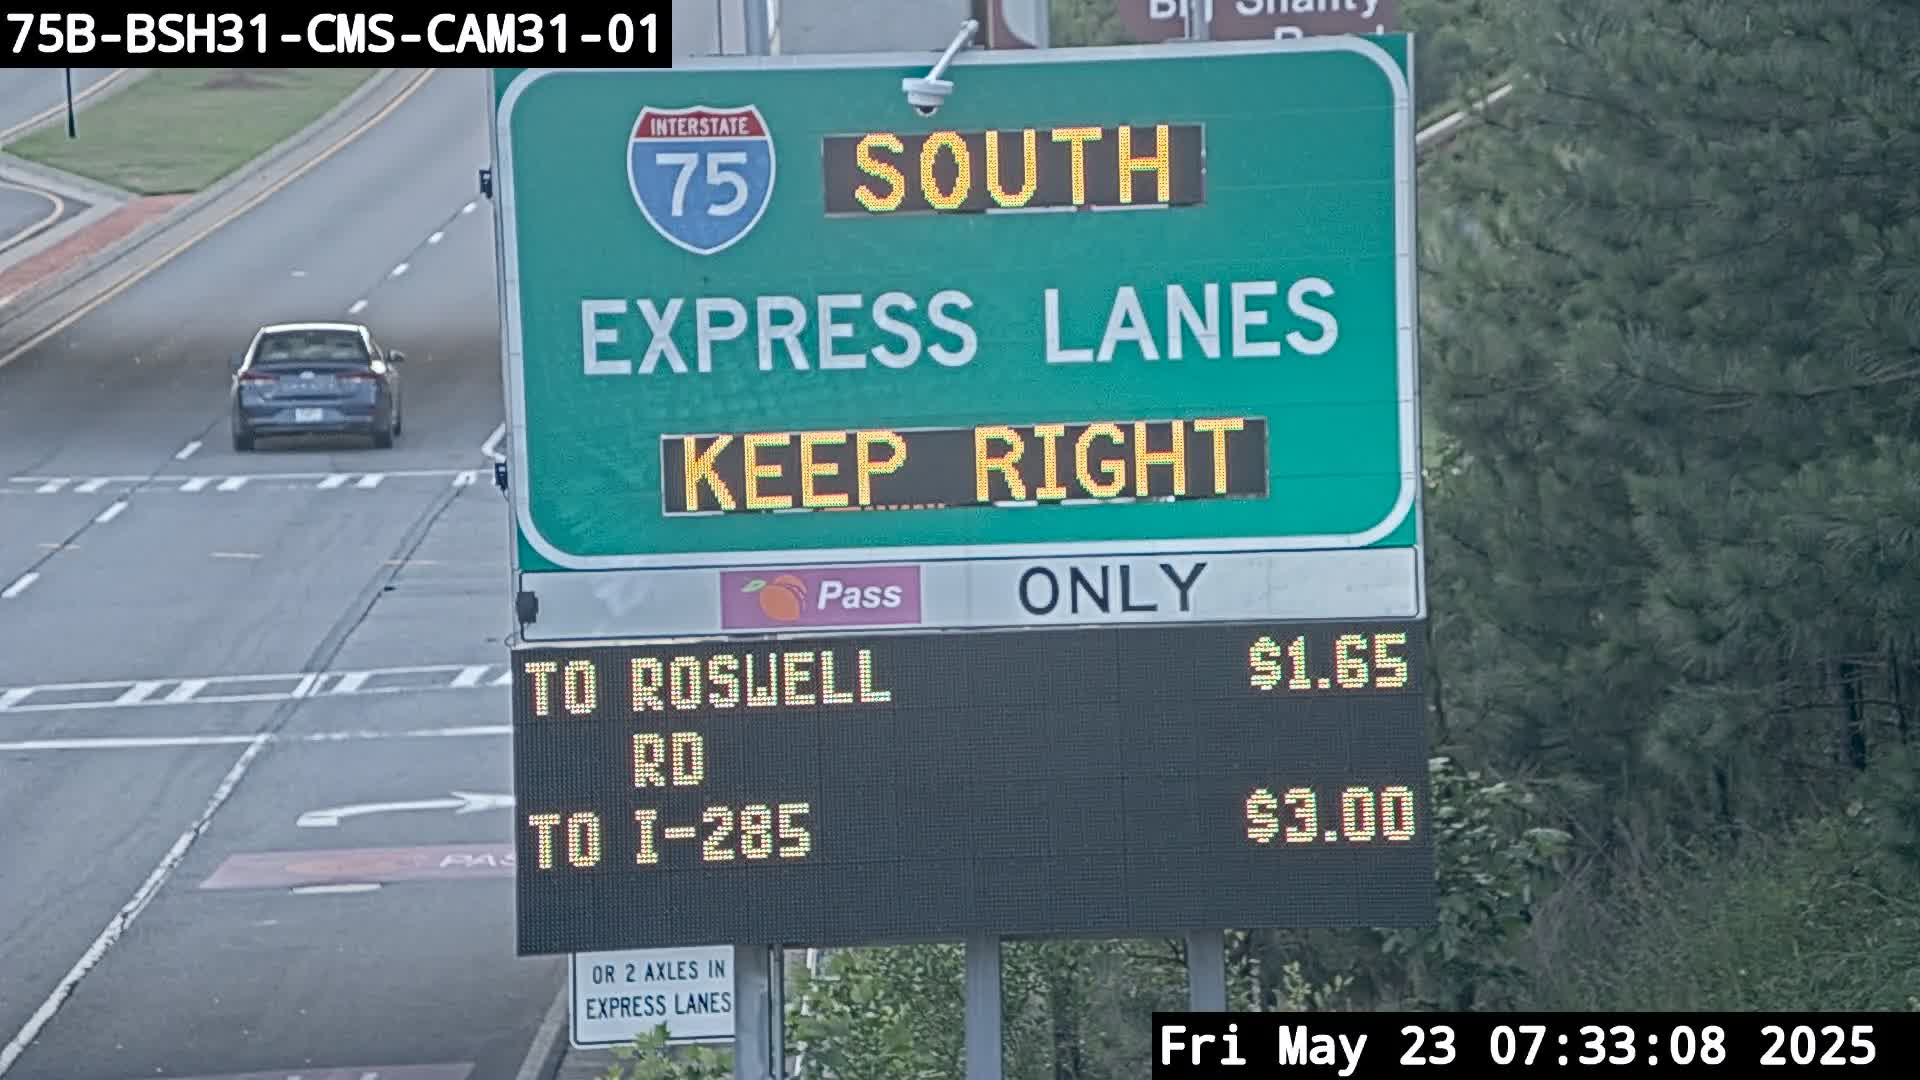 75B-BSH31-CMS-CAM31-01
Shanty
INTERSTATE
75
SOUTH
EXPRESS LANES
KEEP RIGHT
Pass
ONLY
TO ROSWELL $1.65
RD
TO I-285 $3.00
OR 2 AXLES IN
EXPRESS LANES
Fri May 23 07:33:08 2025